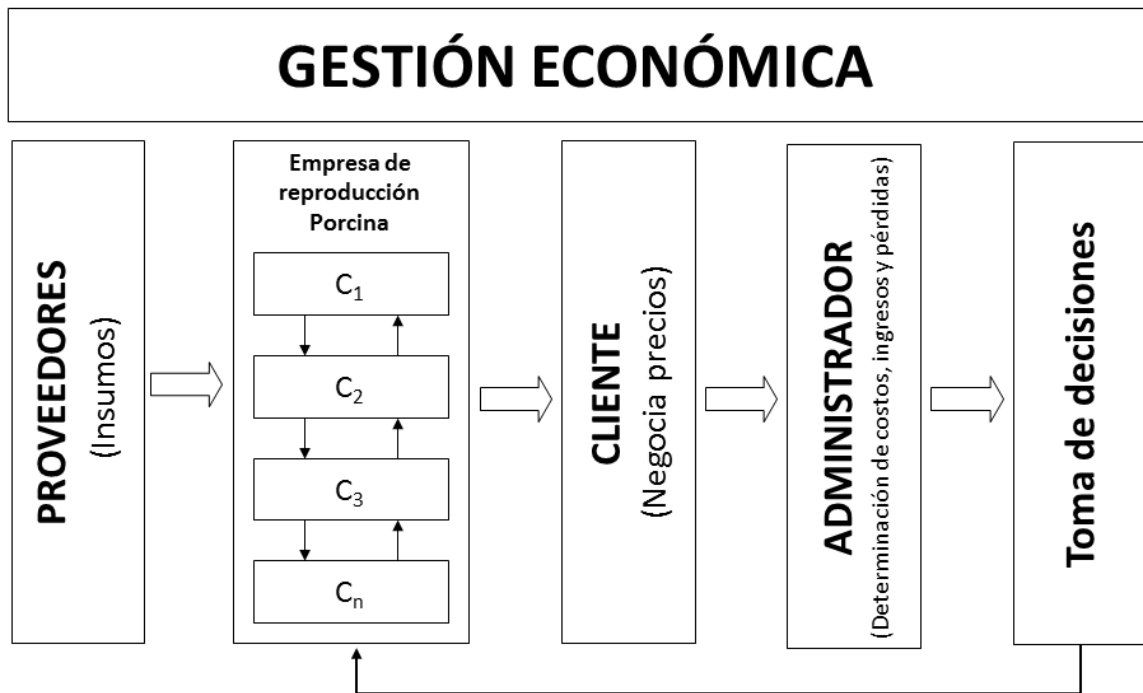 GESTIÓN ECONÓMICA
PROVEEDORES
(Insumos)
Empresa de
reproducción
Porcina
C₁
C₂
C₃
Cₙ
CLIENTE
(Negocia precios)
ADMINISTRADOR
(Determinación de costos, ingresos y pérdidas)
Toma de decisiones